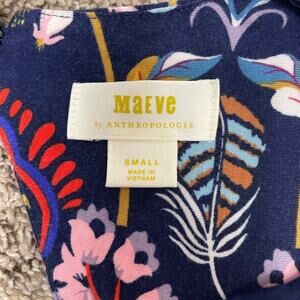 MAEVE
by ANTHROPOLOGIE
SMALL
MADE IN
VIETNAM